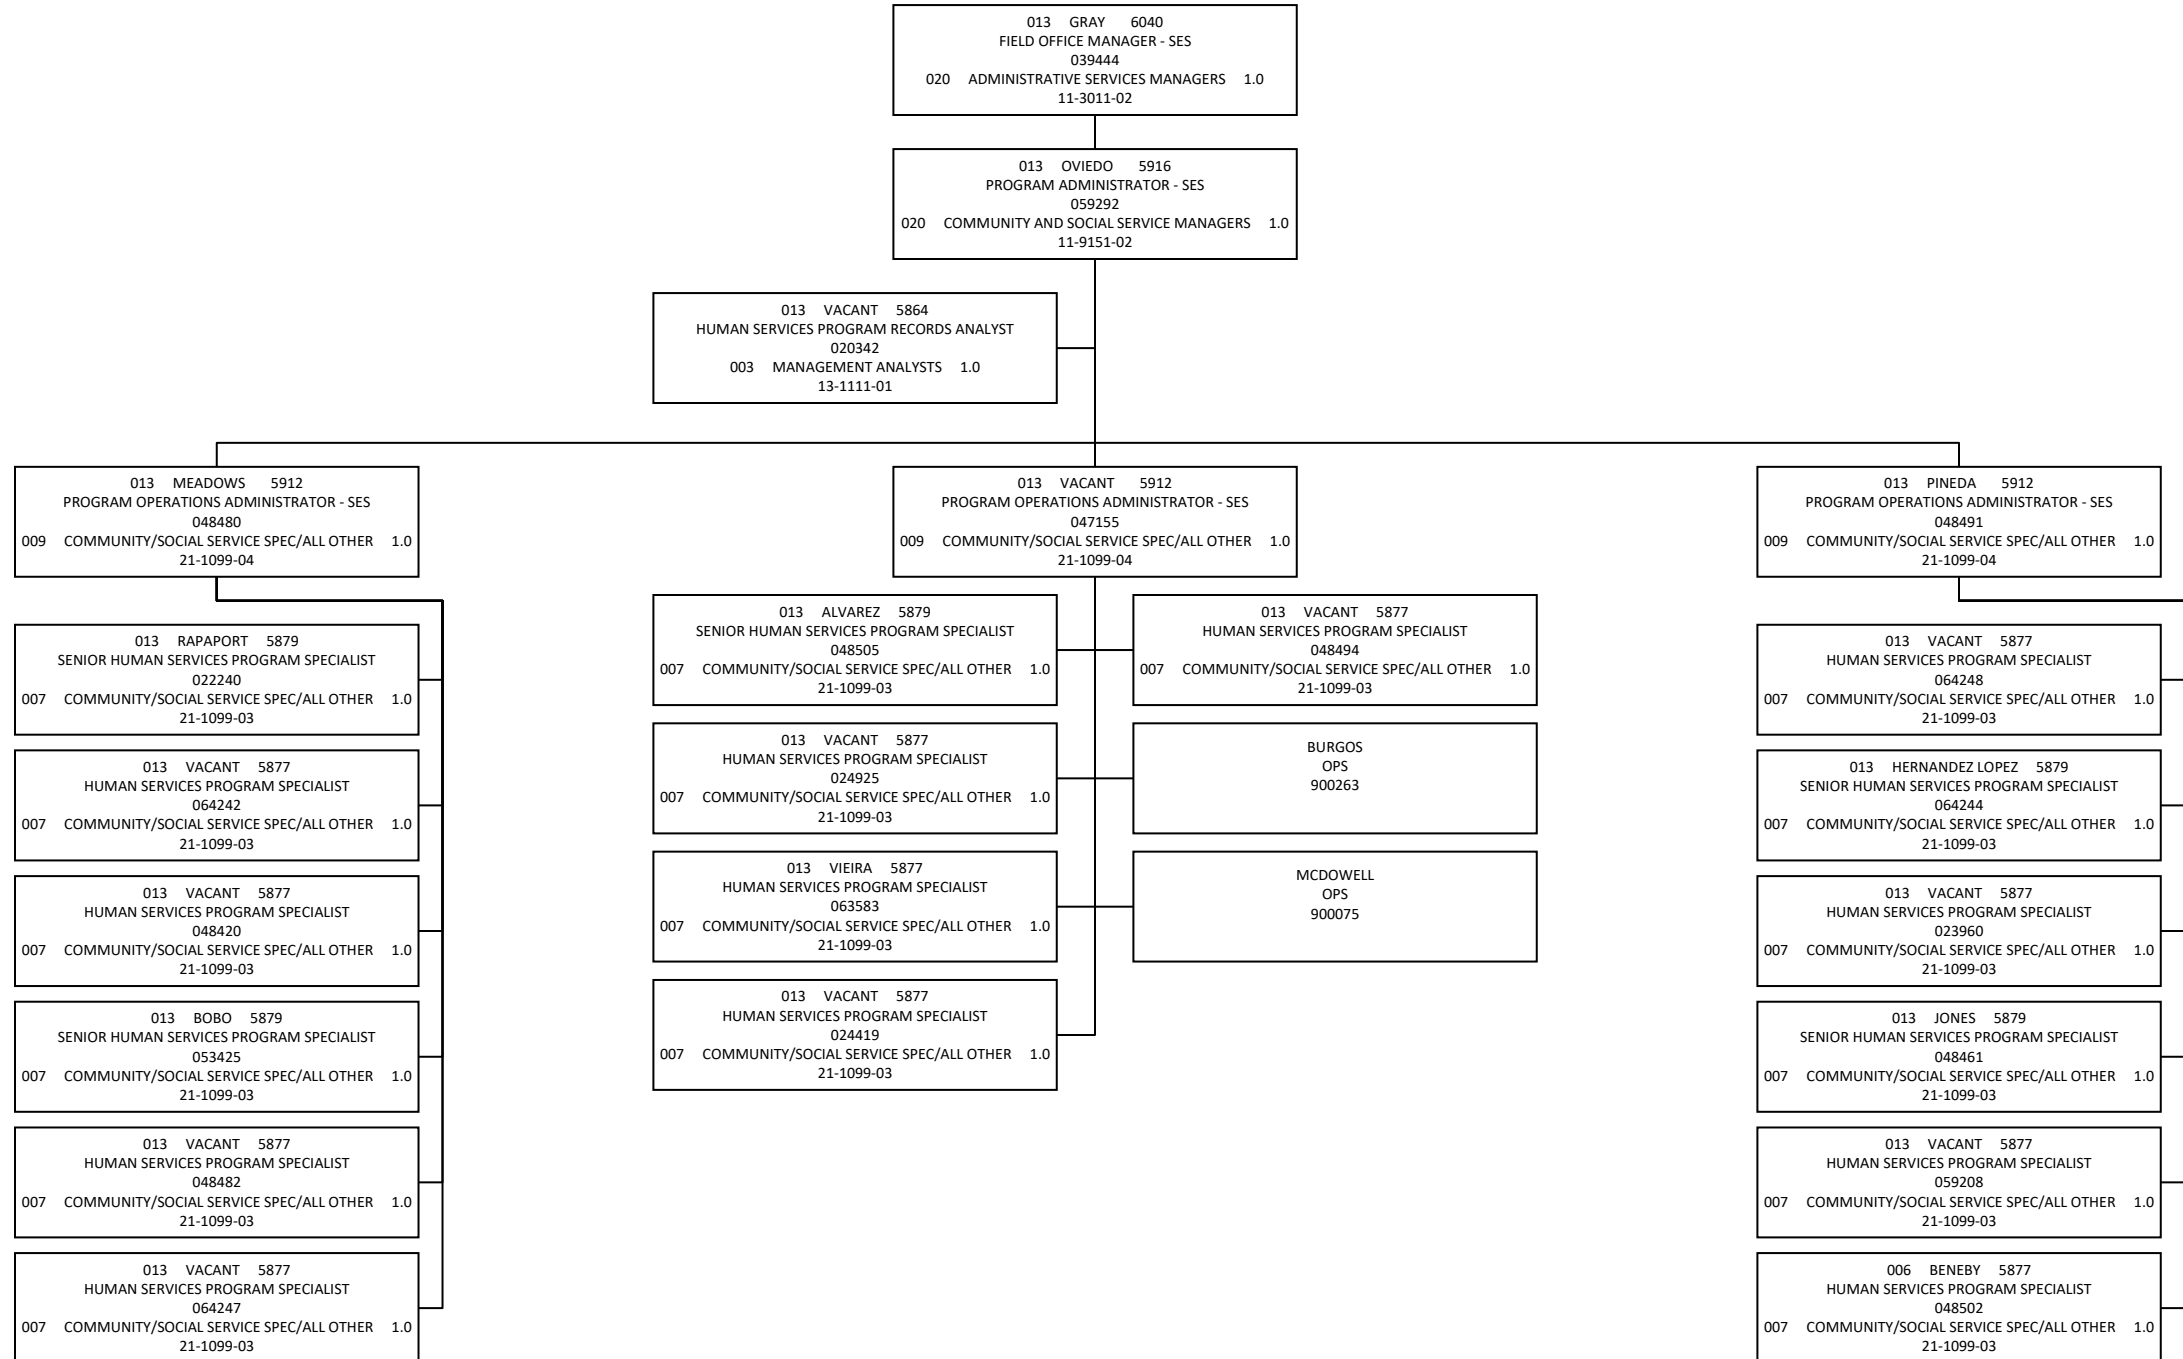 013 GRAY 6040
FIELD OFFICE MANAGER - SES
039444
020 ADMINISTRATIVE SERVICES MANAGERS 1.0
11-3011-02
013 OVIEDO 5916
PROGRAM ADMINISTRATOR - SES
059292
020 COMMUNITY AND SOCIAL SERVICE MANAGERS 1.0
11-9151-02
013 VACANT 5864
HUMAN SERVICES PROGRAM RECORDS ANALYST
020342
003 MANAGEMENT ANALYSTS 1.0
13-1111-01
013 MEADOWS 5912
PROGRAM OPERATIONS ADMINISTRATOR - SES
048480
009 COMMUNITY/SOCIAL SERVICE SPEC/ALL OTHER 1.0
21-1099-04
013 RAPAPORT 5879
SENIOR HUMAN SERVICES PROGRAM SPECIALIST
022240
007 COMMUNITY/SOCIAL SERVICE SPEC/ALL OTHER 1.0
21-1099-03
013 VACANT 5877
HUMAN SERVICES PROGRAM SPECIALIST
064242
007 COMMUNITY/SOCIAL SERVICE SPEC/ALL OTHER 1.0
21-1099-03
013 VACANT 5877
HUMAN SERVICES PROGRAM SPECIALIST
048420
007 COMMUNITY/SOCIAL SERVICE SPEC/ALL OTHER 1.0
21-1099-03
013 BOBO 5879
SENIOR HUMAN SERVICES PROGRAM SPECIALIST
053425
007 COMMUNITY/SOCIAL SERVICE SPEC/ALL OTHER 1.0
21-1099-03
013 VACANT 5877
HUMAN SERVICES PROGRAM SPECIALIST
048482
007 COMMUNITY/SOCIAL SERVICE SPEC/ALL OTHER 1.0
21-1099-03
013 VACANT 5877
HUMAN SERVICES PROGRAM SPECIALIST
064247
007 COMMUNITY/SOCIAL SERVICE SPEC/ALL OTHER 1.0
21-1099-03
013 VACANT 5912
PROGRAM OPERATIONS ADMINISTRATOR - SES
047155
009 COMMUNITY/SOCIAL SERVICE SPEC/ALL OTHER 1.0
21-1099-04
013 ALVAREZ 5879
SENIOR HUMAN SERVICES PROGRAM SPECIALIST
048505
007 COMMUNITY/SOCIAL SERVICE SPEC/ALL OTHER 1.0
21-1099-03
013 VACANT 5877
HUMAN SERVICES PROGRAM SPECIALIST
024925
007 COMMUNITY/SOCIAL SERVICE SPEC/ALL OTHER 1.0
21-1099-03
013 VIEIRA 5877
HUMAN SERVICES PROGRAM SPECIALIST
063583
007 COMMUNITY/SOCIAL SERVICE SPEC/ALL OTHER 1.0
21-1099-03
013 VACANT 5877
HUMAN SERVICES PROGRAM SPECIALIST
024419
007 COMMUNITY/SOCIAL SERVICE SPEC/ALL OTHER 1.0
21-1099-03
013 VACANT 5877
HUMAN SERVICES PROGRAM SPECIALIST
048494
007 COMMUNITY/SOCIAL SERVICE SPEC/ALL OTHER 1.0
21-1099-03
BURGOS
OPS
900263
MCDOWELL
OPS
900075
013 PINEDA 5912
PROGRAM OPERATIONS ADMINISTRATOR - SES
048491
009 COMMUNITY/SOCIAL SERVICE SPEC/ALL OTHER 1.0
21-1099-04
013 VACANT 5877
HUMAN SERVICES PROGRAM SPECIALIST
064248
007 COMMUNITY/SOCIAL SERVICE SPEC/ALL OTHER 1.0
21-1099-03
013 HERNANDEZ LOPEZ 5879
SENIOR HUMAN SERVICES PROGRAM SPECIALIST
064244
007 COMMUNITY/SOCIAL SERVICE SPEC/ALL OTHER 1.0
21-1099-03
013 VACANT 5877
HUMAN SERVICES PROGRAM SPECIALIST
023960
007 COMMUNITY/SOCIAL SERVICE SPEC/ALL OTHER 1.0
21-1099-03
013 JONES 5879
SENIOR HUMAN SERVICES PROGRAM SPECIALIST
048461
007 COMMUNITY/SOCIAL SERVICE SPEC/ALL OTHER 1.0
21-1099-03
013 VACANT 5877
HUMAN SERVICES PROGRAM SPECIALIST
059208
007 COMMUNITY/SOCIAL SERVICE SPEC/ALL OTHER 1.0
21-1099-03
006 BENEBY 5877
HUMAN SERVICES PROGRAM SPECIALIST
048502
007 COMMUNITY/SOCIAL SERVICE SPEC/ALL OTHER 1.0
21-1099-03